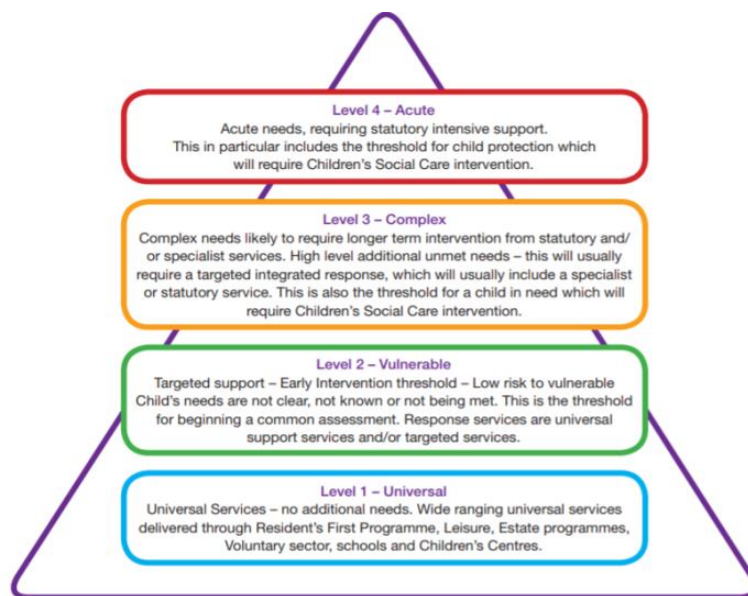 Level 4 – Acute
Acute needs, requiring statutory intensive support.
This in particular includes the threshold for child protection which
will require Children's Social Care intervention.
Level 3 – Complex
Complex needs likely to require longer term intervention from statutory and/
or specialist services. High level additional unmet needs – this will usually
require a targeted integrated response, which will usually include a specialist
or statutory service. This is also the threshold for a child in need which will
require Children's Social Care intervention.
Level 2 – Vulnerable
Targeted support – Early Intervention threshold – Low risk to vulnerable
Child's needs are not clear, not known or not being met. This is the threshold
for beginning a common assessment. Response services are universal
support services and/or targeted services.
Level 1 – Universal
Universal Services – no additional needs. Wide ranging universal services
delivered through Resident's First Programme, Leisure, Estate programmes,
Voluntary sector, schools and Children's Centres.